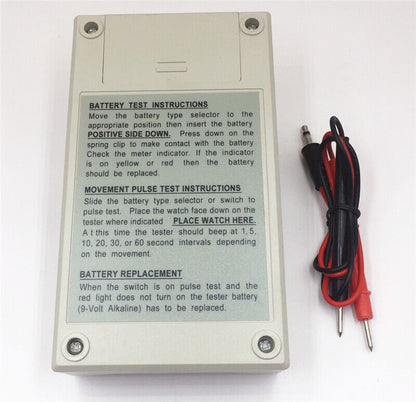 BATTERY TEST INSTRUCTIONS
Move the battery type selector to the
appropriate position then insert the battery
POSITIVE SIDE DOWN. Press down on the
spring clip to make contact with the battery
Check the meter indicator. If the indicator
is on yellow or red then the battery
should be replaced.
MOVEMENT PULSE TEST INSTRUCTIONS
Slide the battery type selector or switch to
pulse test. Place the watch face down on the
tester where indicated PLACE WATCH HERE.
A t this time the tester should beep at 1, 5,
10, 20, 30, or 60 second intervals depending
on the movement.
BATTERY REPLACEMENT
When the switch is on pulse test and the
red light does not turn on the tester battery
(9-Volt Alkaline) has to be replaced.